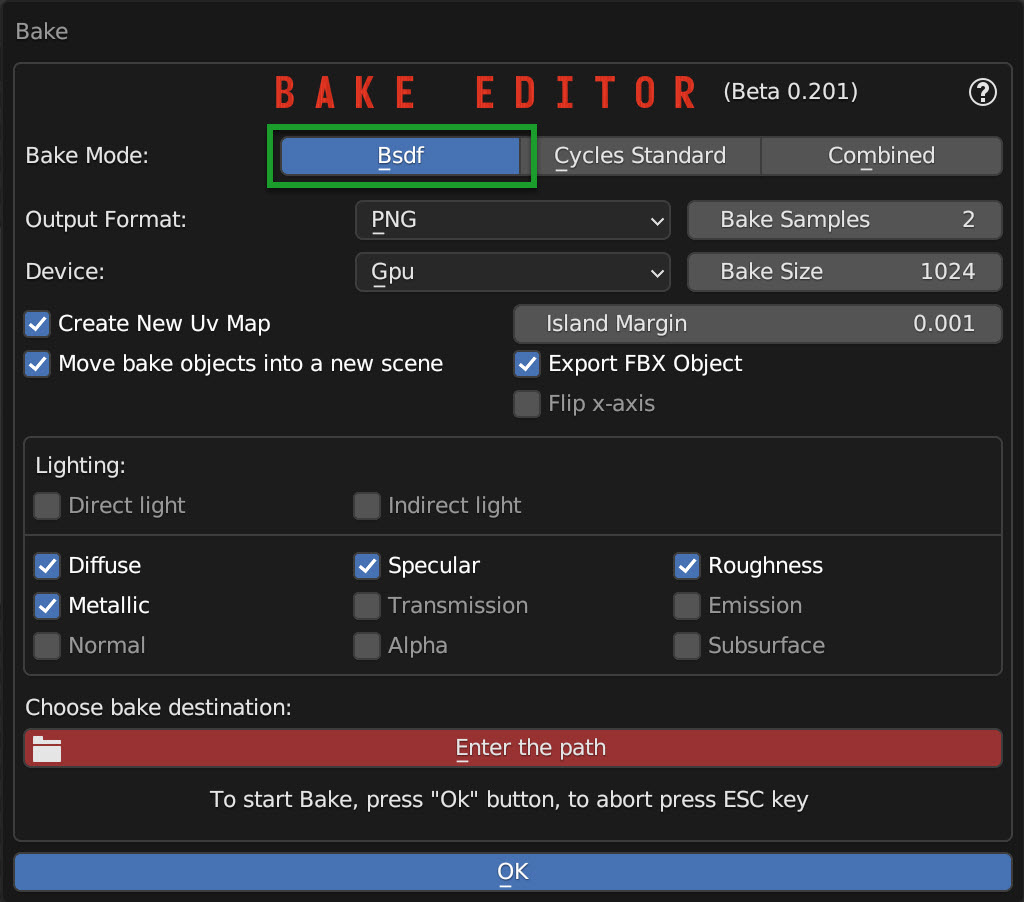 Bake
BAKE EDITOR (Beta 0.201) ?
Bake Mode: Bsdf Cycles Standard Combined
Output Format: PNG Bake Samples 2
Device: Gpu Bake Size 1024
Create New Uv Map Island Margin 0.001
Move bake objects into a new scene Export FBX Object
Flip x-axis
Lighting:
Direct light Indirect light
Diffuse Specular Roughness
Metallic Transmission Emission
Normal Alpha Subsurface
Choose bake destination:
Enter the path
To start Bake, press "Ok" button, to abort press ESC key
OK